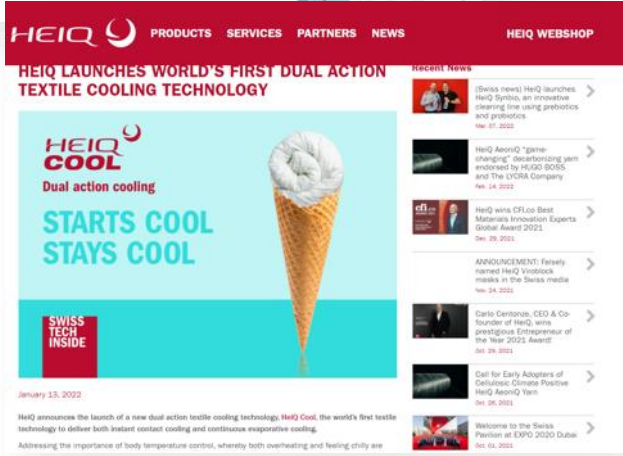 HEIQ
PRODUCTS SERVICES PARTNERS NEWS
HEIQ WEBSHOP
HEIQ LAUNCHES WORLD'S FIRST DUAL ACTION
TEXTILE COOLING TECHNOLOGY
HEIQ
COOL
Dual action cooling
STARTS COOL
STAYS COOL
SWISS
TECH
INSIDE
January 13, 2022
HeiQ announces the launch of a new dual action textile cooling technology, HeiQ Cool, the world's first textile
technology to deliver both instant contact cooling and continuous evaporative cooling.
Addressing the importance of body temperature control, whereby both overheating and feeling chilly are
Recent News
(Swiss news) HeiQ launches
HeiQ Synbio, an innovative
cleaning line using prebiotics
and probiotics
Mar. 07, 2022
HeiQ AeoniQ "game-
changing" decarbonizing yarn
endorsed by HUGO BOSS
and The LYCRA Company
Feb. 14, 2022
cfi.co
HeiQ wins CFI.co Best
Materials Innovation Experts
Global Award 2021
Dec. 29, 2021
ANNOUNCEMENT: Falsely
named HeiQ Viroblock
masks in the Swiss media
Nov. 24, 2021
Carlo Centonze, CEO & Co-
founder of HeiQ, wins
prestigious Entrepreneur of
the Year 2021 Award!
Oct. 29, 2021
Call for Early Adopters of
Cellulosic Climate Positive
HeiQ AeoniQ Yarn
Oct. 26, 2021
Welcome to the Swiss
Pavilion at EXPO 2020 Dubai
Oct. 01, 2021